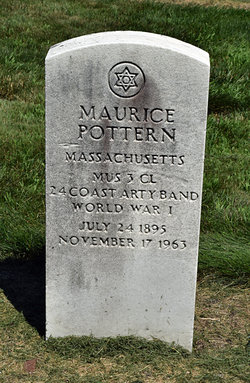 MAURICE
POTTERN
MASSACHUSETTS
MUS 3 CL
24 COAST ARTY BAND
WORLD WAR I
JULY 24 1895
NOVEMBER 17 1963